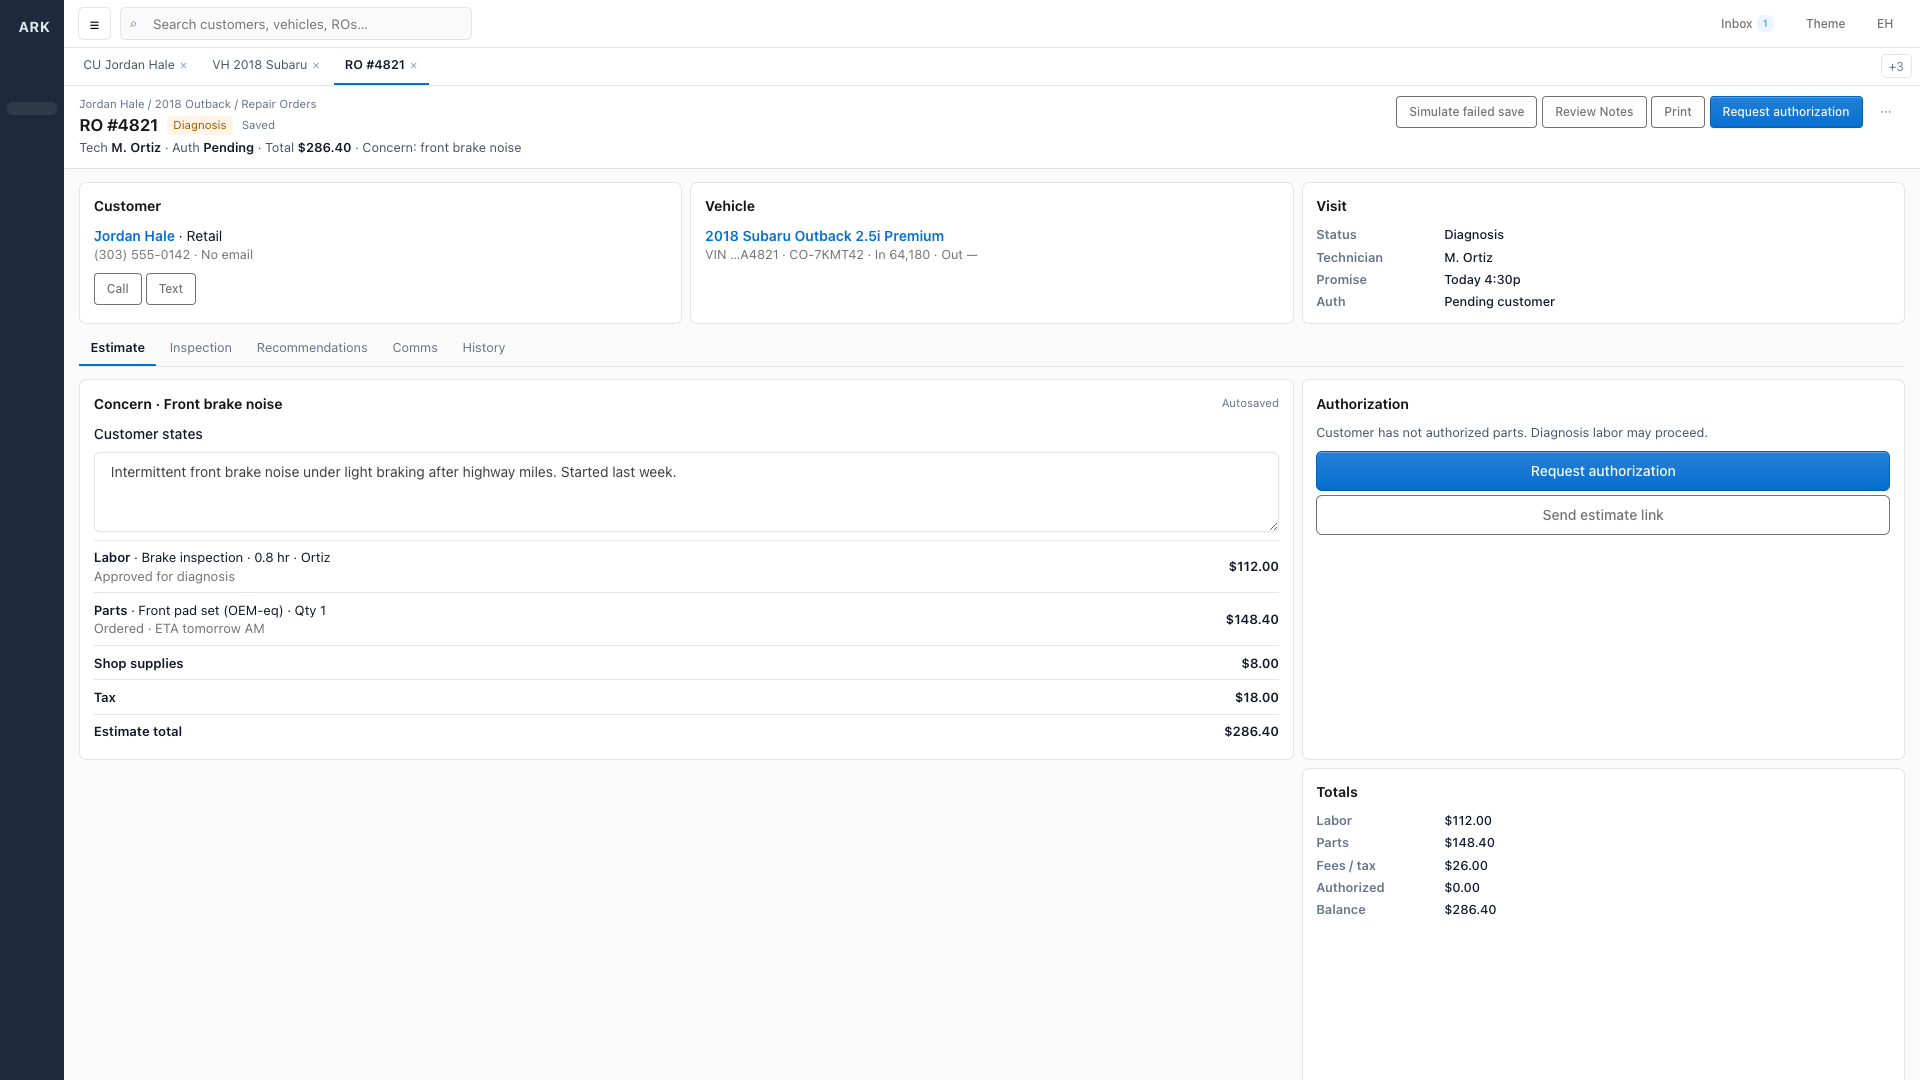 ARK
☰
⌕ Search customers, vehicles, ROs...
Inbox 1
Theme
EH
CU Jordan Hale ×
VH 2018 Subaru ×
RO #4821 ×
+3
Jordan Hale / 2018 Outback / Repair Orders
RO #4821 Diagnosis Saved
Tech M. Ortiz · Auth Pending · Total $286.40 · Concern: front brake noise
Simulate failed save
Review Notes
Print
Request authorization
...
Customer
Jordan Hale · Retail
(303) 555-0142 · No email
Call
Text
Vehicle
2018 Subaru Outback 2.5i Premium
VIN …A4821 · CO-7KMT42 · In 64,180 · Out —
Visit
Status Diagnosis
Technician M. Ortiz
Promise Today 4:30p
Auth Pending customer
Estimate
Inspection
Recommendations
Comms
History
Concern · Front brake noise
Autosaved
Customer states
Intermittent front brake noise under light braking after highway miles. Started last week.
Labor · Brake inspection · 0.8 hr · Ortiz
Approved for diagnosis
$112.00
Parts · Front pad set (OEM-eq) · Qty 1
Ordered · ETA tomorrow AM
$148.40
Shop supplies $8.00
Tax $18.00
Estimate total $286.40
Authorization
Customer has not authorized parts. Diagnosis labor may proceed.
Request authorization
Send estimate link
Totals
Labor $112.00
Parts $148.40
Fees / tax $26.00
Authorized $0.00
Balance $286.40